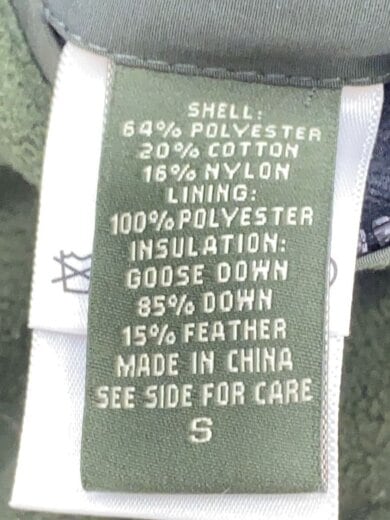 SHELL:
64% POLYESTER
20% COTTON
16% NYLON
LINING:
100% POLYESTER
INSULATION:
GOOSE DOWN
85% DOWN
15% FEATHER
MADE IN CHINA
SEE SIDE FOR CARE
S